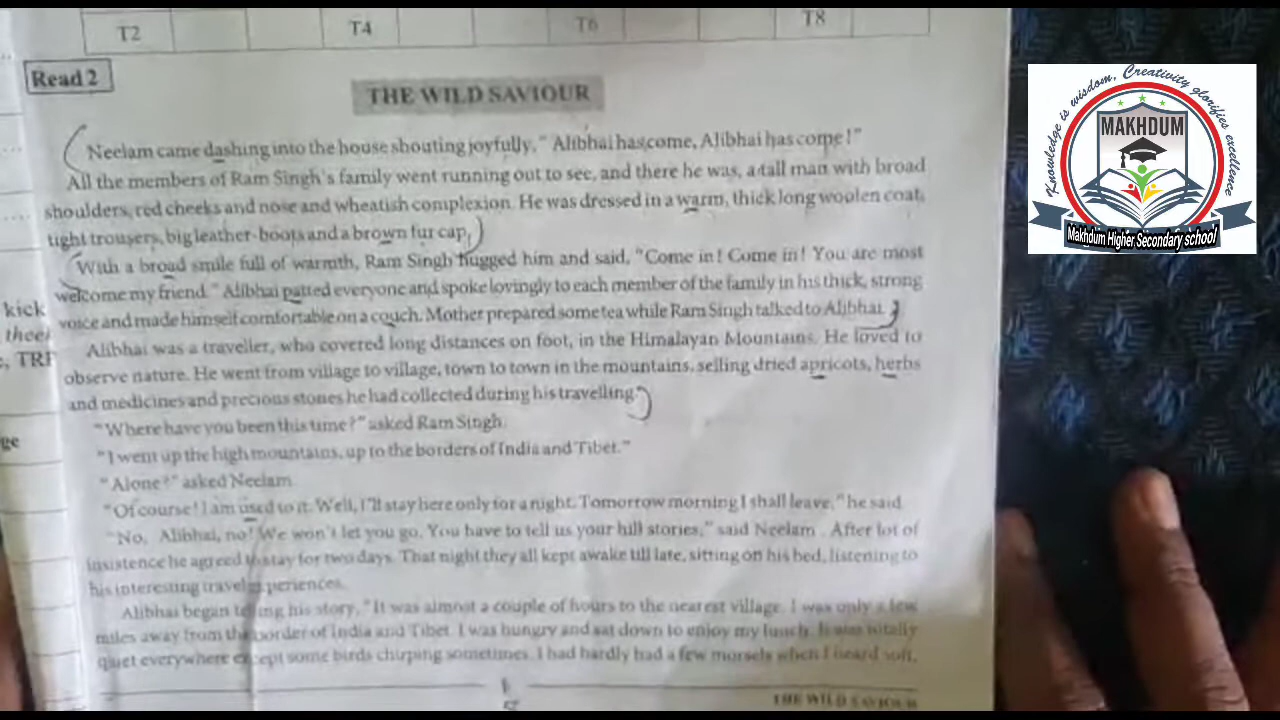 T2 T4 T6 T8
Read 2
THE WILD SAVIOUR
Neelam came dashing into the house shouting joyfully, " Alibhai has come, Alibhai has come !"
All the members of Ram Singh's family went running out to see, and there he was, a tall man with broad
shoulders, red cheeks and nose and wheatish complexion. He was dressed in a warm, thick long woolen coat,
tight trousers, big leather-boots and a brown fur cap,
With a broad smile full of warmth, Ram Singh hugged him and said, "Come in! Come in! You are most
welcome my friend." Alibhai patted everyone and spoke lovingly to each member of the family in his thick, strong
voice and made himself comfortable on a couch. Mother prepared some tea while Ram Singh talked to Alibhai.
Alibhai was a traveller, who covered long distances on foot, in the Himalayan Mountains. He loved to
observe nature. He went from village to village, town to town in the mountains, selling dried apricots, herbs
and medicines and precious stones he had collected during his travelling.
"Where have you been this time?" asked Ram Singh.
"I went up the high mountains, up to the borders of India and Tibet."
"Alone?" asked Neelam
"Of course! I am used to it. Well, I'll stay here only for a night. Tomorrow morning I shall leave," he said
"No, Alibhai, no! We won't let you go. You have to tell us your hill stories," said Neelam . After lot of
insistence he agreed to stay for two days. That night they all kept awake till late, sitting on his bed, listening to
his interesting travel experiences.
Alibhai began telling his story, "It was almost a couple of hours to the nearest village. I was only a few
miles away from the border of India and Tibet. I was hungry and sat down to enjoy my lunch. It was totally
quiet everywhere except some birds chirping sometimes. I had hardly had a few morsels when I heard soft,
THE WILD SAVIOUR
kick
thee
, TRF
ge
Knowledge is wisdom, Creativity glorifies excellence
MAKHDUM
Makhdum Higher Secondary school